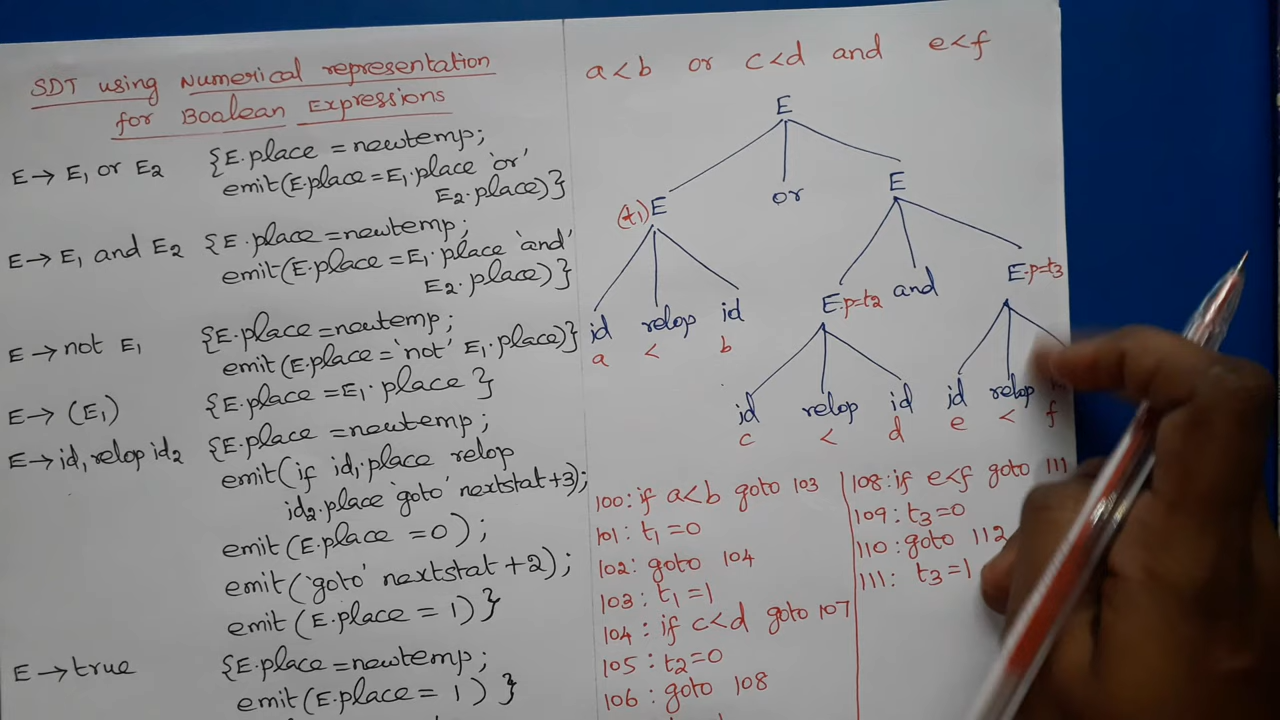 SDT using Numerical representation
for Boolean Expressions
E → E₁ or E₂ {E.place = newtemp;
emit(E.place = E₁.place 'or'
E₂.place)}
E → E₁ and E₂ {E.place = newtemp;
emit(E.place = E₁.place 'and'
E₂.place)}
E → not E₁ {E.place = newtemp;
emit(E.place = 'not' E₁.place)}
E → (E₁) {E.place = E₁.place}
E → id₁ relop id₂ {E.place = newtemp;
emit(if id₁.place relop
id₂.place 'goto' nextstat+3);
emit(E.place = 0);
emit('goto' nextstat+2);
emit(E.place = 1)}
E → true {E.place = newtemp;
emit(E.place = 1)}
a<b or c<d and e<f
E
(t₁)E or E
id relop id E.p=t₂ and E.p=t₃
a < b
id relop id id relop
c < d e < f
100: if a<b goto 103
101: t₁=0
102: goto 104
103: t₁=1
104: if c<d goto 107
105: t₂=0
106: goto 108
108: if e<f goto 111
109: t₃=0
110: goto 112
111: t₃=1